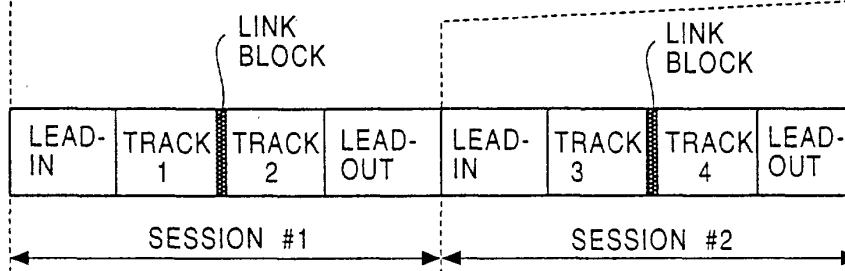 LINK
BLOCK
LINK
BLOCK
LEAD-
IN
TRACK
1
TRACK
2
LEAD-
OUT
LEAD-
IN
TRACK
3
TRACK
4
LEAD-
OUT
SESSION #1
SESSION #2